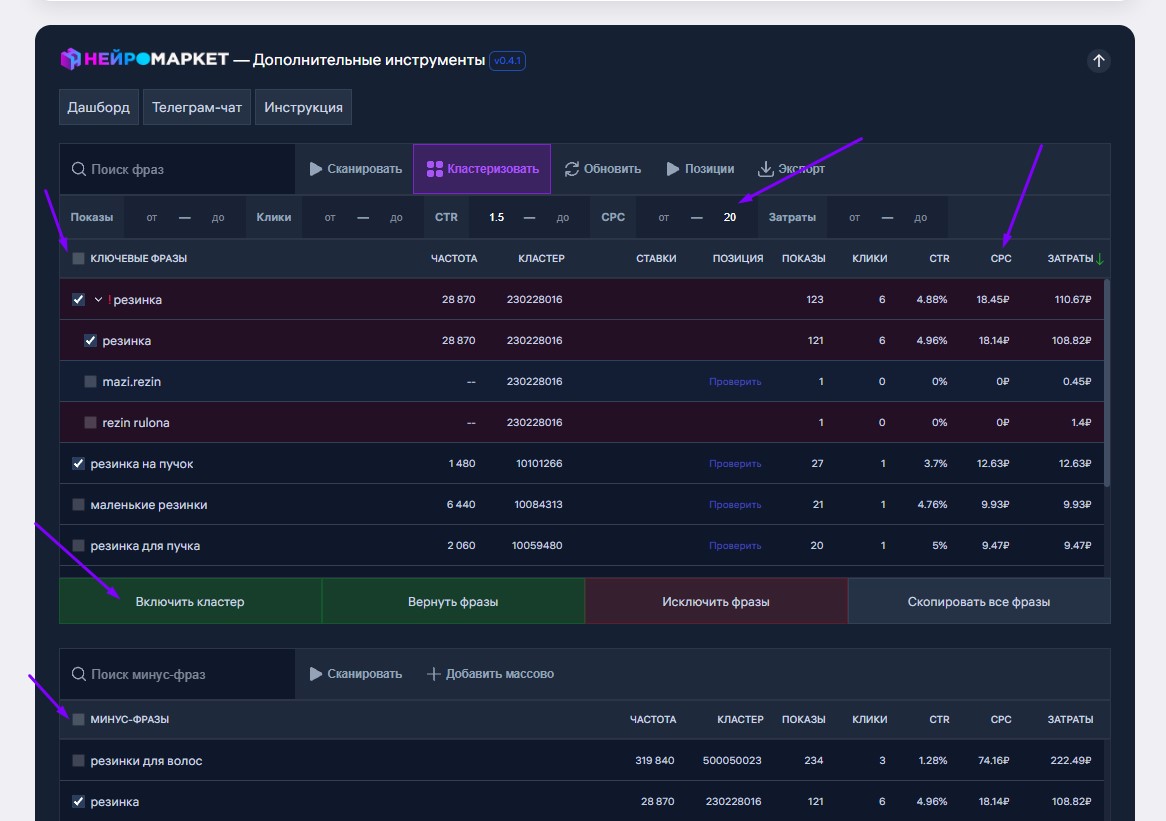 НЕЙРОМАРКЕТ — Дополнительные инструменты v0.4.1
Дашборд Телеграм-чат Инструкция
Поиск фраз Сканировать Кластеризовать Обновить Позиции Экспорт
Показы от — до Клики от — до CTR 1.5 — до CPC от — 20 Затраты от — до
КЛЮЧЕВЫЕ ФРАЗЫ ЧАСТОТА КЛАСТЕР СТАВКИ ПОЗИЦИЯ ПОКАЗЫ КЛИКИ CTR CPC ЗАТРАТЫ
! резинка 28 870 230228016 123 6 4.88% 18.45₽ 110.67₽
резинка 28 870 230228016 121 6 4.96% 18.14₽ 108.82₽
mazi.rezin -- 230228016 Проверить 1 0 0% 0₽ 0.45₽
rezin rulona -- 230228016 1 0 0% 0₽ 1.4₽
резинка на пучок 1 480 10101266 Проверить 27 1 3.7% 12.63₽ 12.63₽
маленькие резинки 6 440 10084313 Проверить 21 1 4.76% 9.93₽ 9.93₽
резинка для пучка 2 060 10059480 Проверить 20 1 5% 9.47₽ 9.47₽
Включить кластер Вернуть фразы Исключить фразы Скопировать все фразы
Поиск минус-фраз Сканировать Добавить массово
МИНУС-ФРАЗЫ ЧАСТОТА КЛАСТЕР ПОКАЗЫ КЛИКИ CTR CPC ЗАТРАТЫ
резинки для волос 319 840 500050023 234 3 1.28% 74.16₽ 222.49₽
резинка 28 870 230228016 121 6 4.96% 18.14₽ 108.82₽